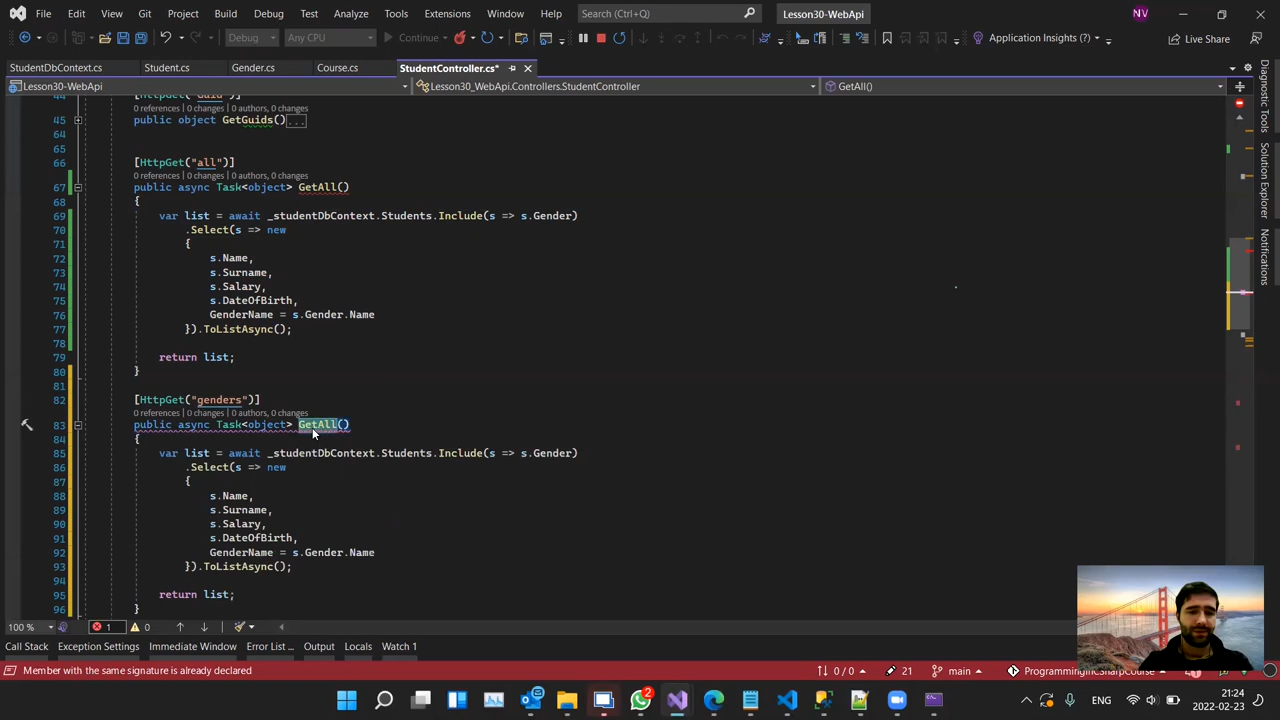 File Edit View Git Project Build Debug Test Analyze Tools Extensions Window Help Search (Ctrl+Q) Lesson30-WebApi NV
Debug Any CPU Continue Application Insights (?) Live Share
StudentDbContext.cs Student.cs Gender.cs Course.cs StudentController.cs*
Lesson30-WebApi Lesson30_WebApi.Controllers.StudentController GetAll()
0 references | 0 changes | 0 authors, 0 changes
45 public object GetGuids()...
64
65
66 [HttpGet("all")]
0 references | 0 changes | 0 authors, 0 changes
67 public async Task<object> GetAll()
68 {
69 var list = await _studentDbContext.Students.Include(s => s.Gender)
70 .Select(s => new
71 {
72 s.Name,
73 s.Surname,
74 s.Salary,
75 s.DateOfBirth,
76 GenderName = s.Gender.Name
77 }).ToListAsync();
78
79 return list;
80 }
81
82 [HttpGet("genders")]
0 references | 0 changes | 0 authors, 0 changes
83 public async Task<object> GetAll()
84 {
85 var list = await _studentDbContext.Students.Include(s => s.Gender)
86 .Select(s => new
87 {
88 s.Name,
89 s.Surname,
90 s.Salary,
91 s.DateOfBirth,
92 GenderName = s.Gender.Name
93 }).ToListAsync();
94
95 return list;
96 }
100 % 1 0
Call Stack Exception Settings Immediate Window Error List ... Output Locals Watch 1
Member with the same signature is already declared 0 / 0 21 main ProgrammingInCSharpCourse
2 ENG 21:24
2022-02-23
Diagnostic Tools
Solution Explorer
Notifications